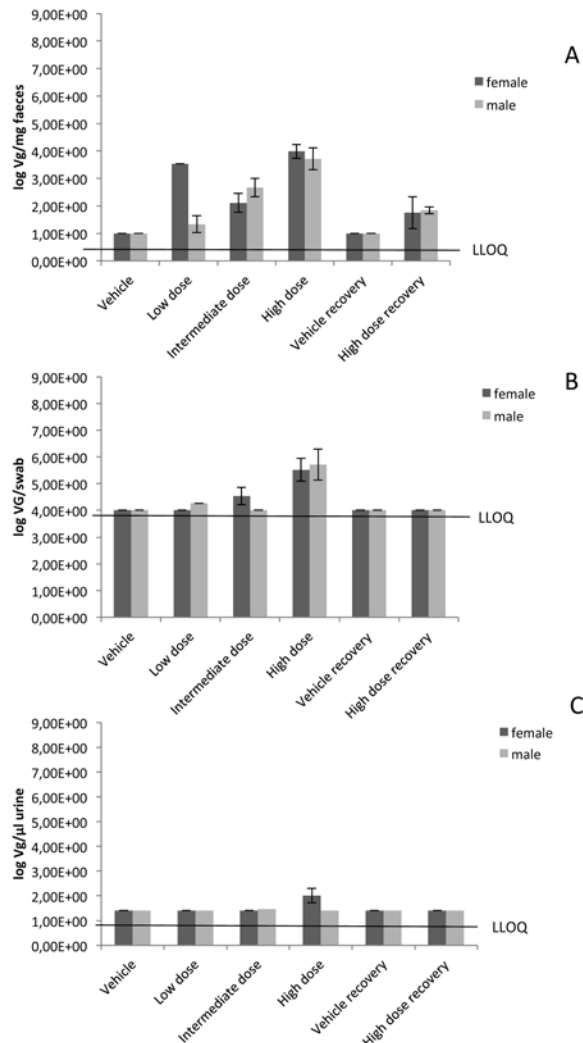 A
9,00E+00
8,00E+00
7,00E+00
6,00E+00
5,00E+00
4,00E+00
3,00E+00
2,00E+00
1,00E+00
0,00E+00
log Vg/mg faeces
female
male
LLOQ
Vehicle
Low dose
Intermediate dose
High dose
Vehicle recovery
High dose recovery
B
9,00E+00
8,00E+00
7,00E+00
6,00E+00
5,00E+00
4,00E+00
3,00E+00
2,00E+00
1,00E+00
0,00E+00
log VG/swab
female
male
LLOQ
Vehicle
Low dose
Intermediate dose
High dose
Vehicle recovery
High dose recovery
C
9,00E+00
8,00E+00
7,00E+00
6,00E+00
5,00E+00
4,00E+00
3,00E+00
2,00E+00
1,00E+00
0,00E+00
log Vg/µl urine
female
male
LLOQ
Vehicle
Low dose
Intermediate dose
High dose
Vehicle recovery
High dose recovery